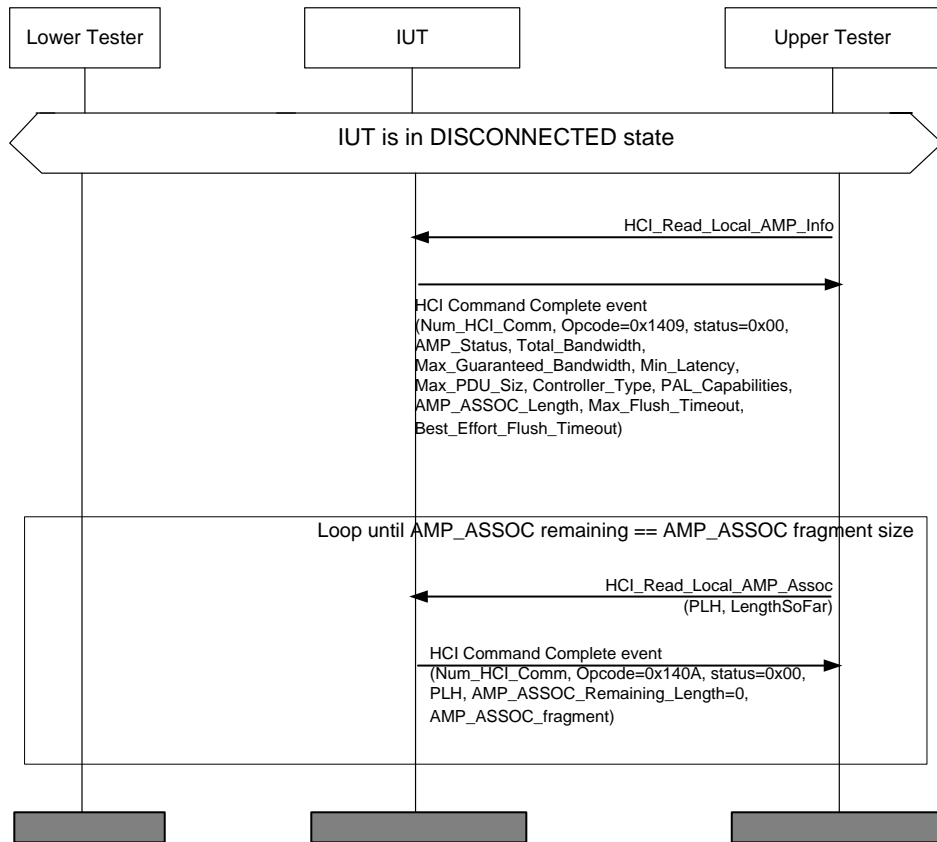 Lower Tester
IUT
Upper Tester
IUT is in DISCONNECTED state
HCI_Read_Local_AMP_Info
HCI Command Complete event
(Num_HCI_Comm, Opcode=0x1409, status=0x00,
AMP_Status, Total_Bandwidth,
Max_Guaranteed_Bandwidth, Min_Latency,
Max_PDU_Siz, Controller_Type, PAL_Capabilities,
AMP_ASSOC_Length, Max_Flush_Timeout,
Best_Effort_Flush_Timeout)
Loop until AMP_ASSOC remaining == AMP_ASSOC fragment size
HCI_Read_Local_AMP_Assoc
(PLH, LengthSoFar)
HCI Command Complete event
(Num_HCI_Comm, Opcode=0x140A, status=0x00,
PLH, AMP_ASSOC_Remaining_Length=0,
AMP_ASSOC_fragment)